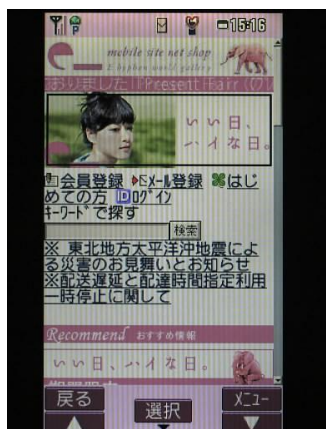 15:16
mobile site net shop
E hyphen world gallery
おりました『Present Fair』の
いい日、
ハイな日。
会員登録 Eメール登録 はじ
めての方 ログイン
キーワードで探す
検索
※ 東北地方太平洋沖地震によ
る災害のお見舞いとお知らせ
※配送遅延と配達時間指定利用
一時停止に関して
Recommend おすすめ情報
いい日、ハイな日。
戻る 選択 メニュー